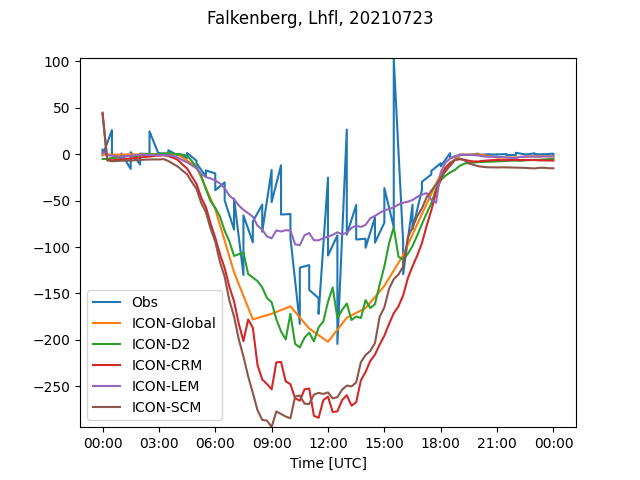 Falkenberg, Lhfl, 20210723
100
50
0
−50
−100
−150
−200
−250
Obs
ICON-Global
ICON-D2
ICON-CRM
ICON-LEM
ICON-SCM
00:00 03:00 06:00 09:00 12:00 15:00 18:00 21:00 00:00
Time [UTC]